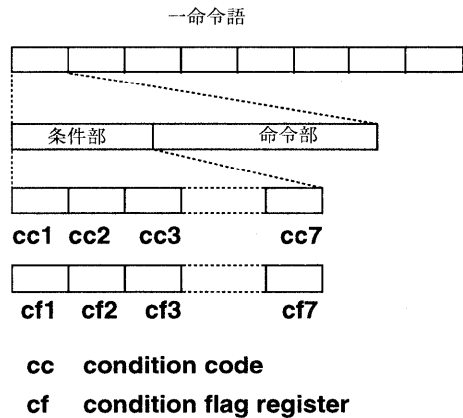 一命令語
条件部 命令部
cc1 cc2 cc3 cc7
cf1 cf2 cf3 cf7
cc condition code
cf condition flag register